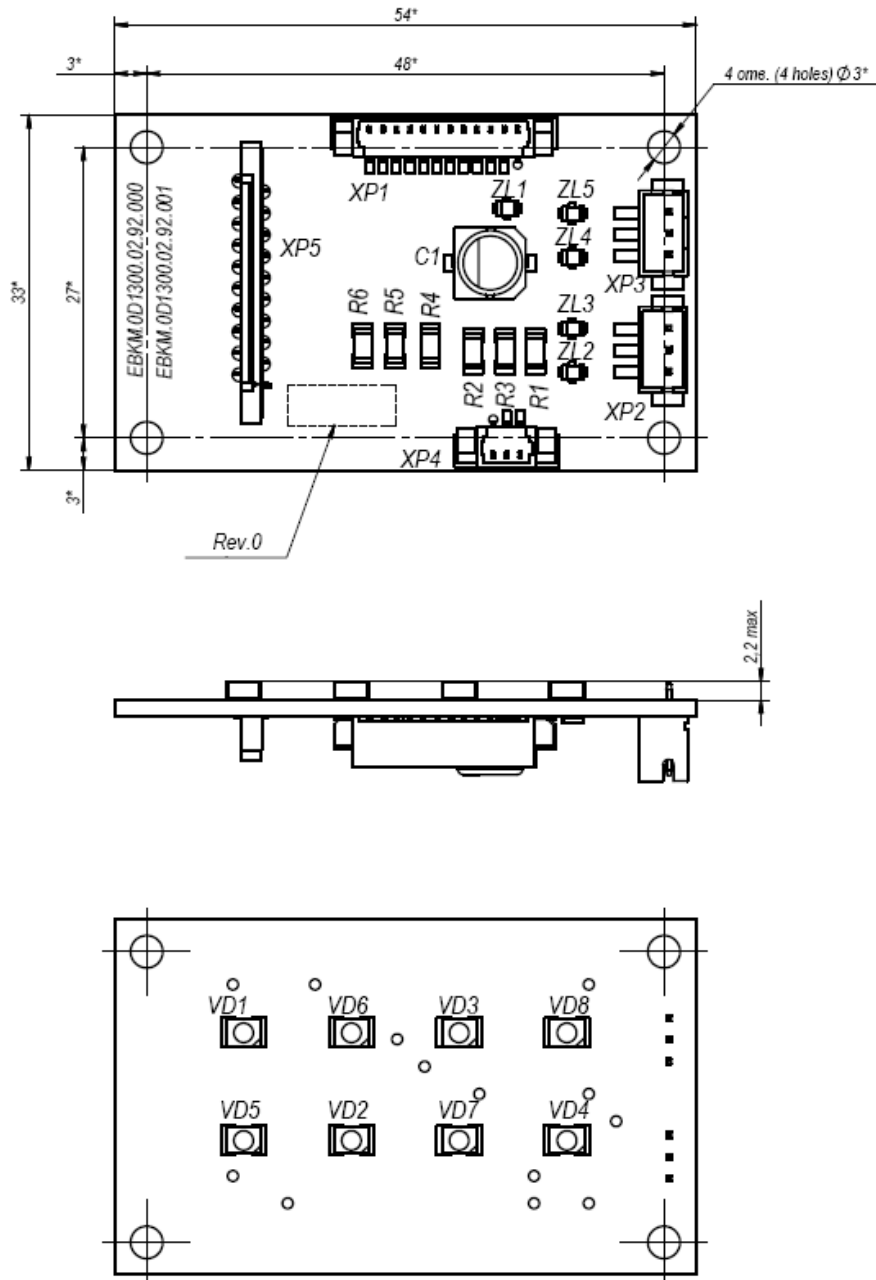 54*
3*
48*
4 оте. (4 holes) Ø 3*
33*
27*
3*
EBKM.0D1300.02.92.000
EBKM.0D1300.02.92.001
XP1
ZL1
ZL5
XP5
C1
ZL4
XP3
R6
R5
R4
ZL3
ZL2
R2
R3
R1
XP2
XP4
Rev.0
2,2 max
VD1
VD6
VD3
VD8
VD5
VD2
VD7
VD4